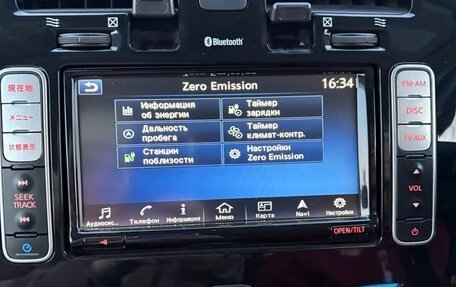 Bluetooth
Zero Emission
16:34
Информация
об энергии
Таймер
зарядки
Дальность
пробега
Таймер
климат-контр.
Станции
поблизости
Настройки
Zero Emission
Телефон
Информация
Меню
Карта
Navi
Настройки
OPEN/TILT
現在地
メニュー
状態表示
SEEK
TRACK
FM·AM
DISC
TV·AUX
VOL